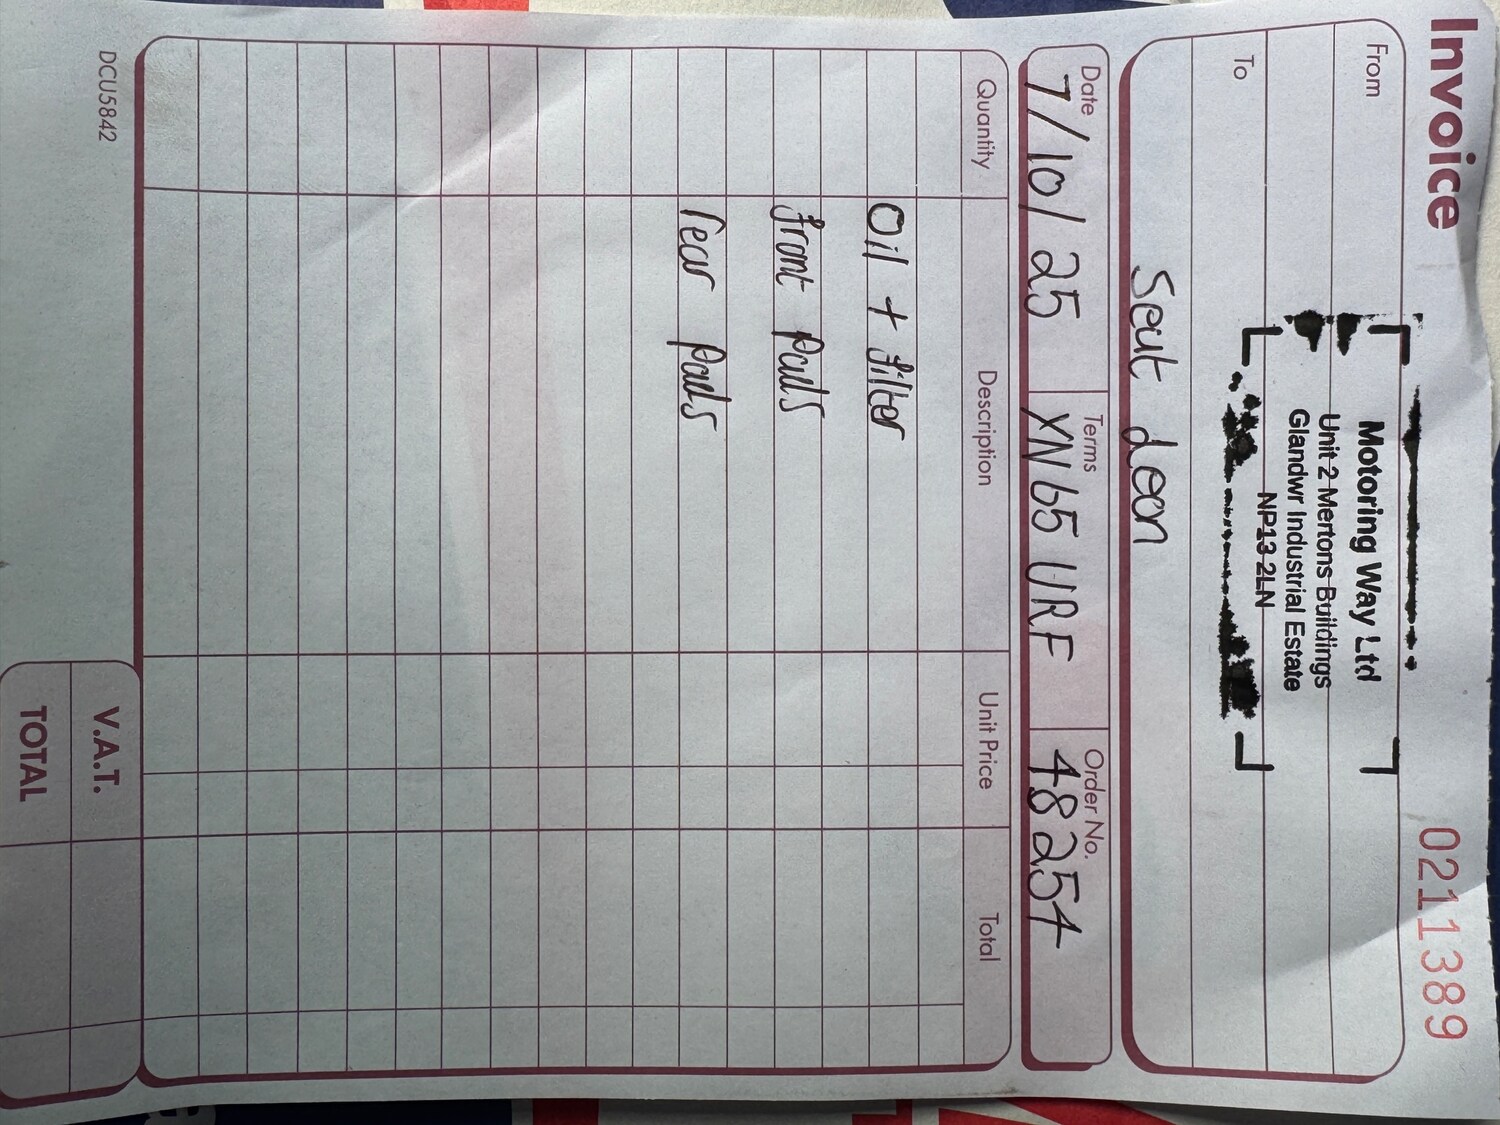 Invoice 0211389
From
Motoring Way Ltd
Unit 2 Mertons Buildings
Glandwr Industrial Estate
NP13 2LN
To
Seat Leon
Date Terms Order No.
7/10/25 YN65 URF 48254
Quantity Description Unit Price Total
Oil + filter
front Pads
rear Pads
V.A.T.
DCU5842 TOTAL